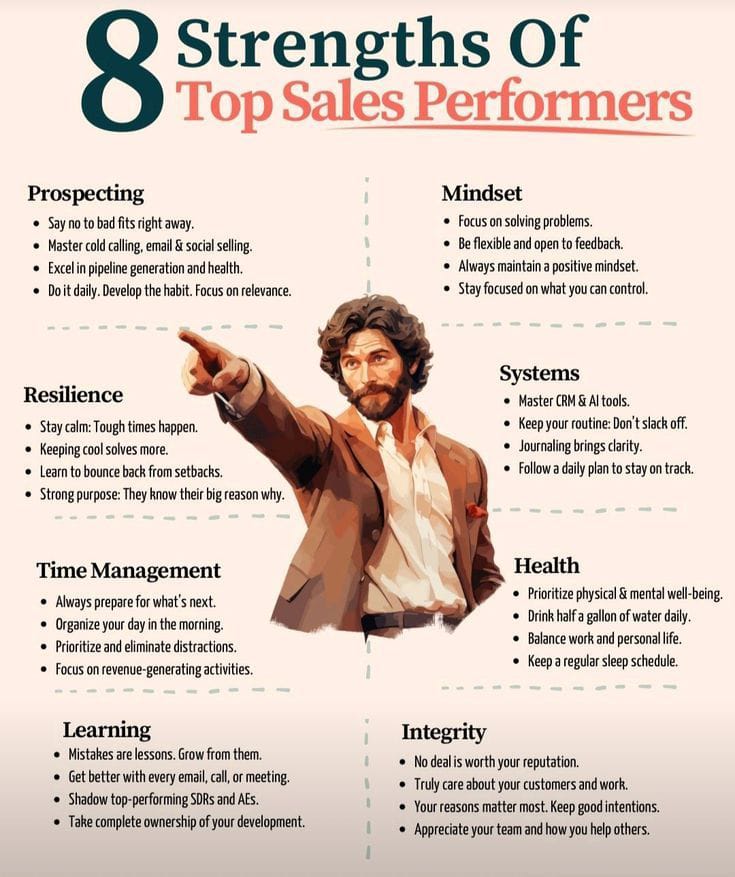 8 Strengths Of
Top Sales Performers
Prospecting
• Say no to bad fits right away.
• Master cold calling, email & social selling.
• Excel in pipeline generation and health.
• Do it daily. Develop the habit. Focus on relevance.
Mindset
• Focus on solving problems.
• Be flexible and open to feedback.
• Always maintain a positive mindset.
• Stay focused on what you can control.
Resilience
• Stay calm: Tough times happen.
• Keeping cool solves more.
• Learn to bounce back from setbacks.
• Strong purpose: They know their big reason why.
Systems
• Master CRM & AI tools.
• Keep your routine: Don't slack off.
• Journaling brings clarity.
• Follow a daily plan to stay on track.
Time Management
• Always prepare for what's next.
• Organize your day in the morning.
• Prioritize and eliminate distractions.
• Focus on revenue-generating activities.
Health
• Prioritize physical & mental well-being.
• Drink half a gallon of water daily.
• Balance work and personal life.
• Keep a regular sleep schedule.
Learning
• Mistakes are lessons. Grow from them.
• Get better with every email, call, or meeting.
• Shadow top-performing SDRs and AEs.
• Take complete ownership of your development.
Integrity
• No deal is worth your reputation.
• Truly care about your customers and work.
• Your reasons matter most. Keep good intentions.
• Appreciate your team and how you help others.